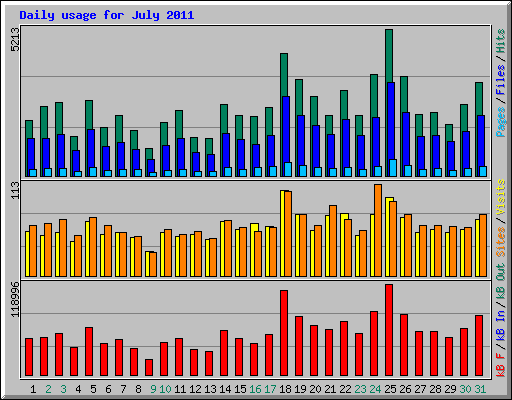 Daily usage for July 2011
5213
113
118996
Pages / Files / Hits
Sites / Visits
kB F / kB In / kB Out
1 2 3 4 5 6 7 8 9 10 11 12 13 14 15 16 17 18 19 20 21 22 23 24 25 26 27 28 29 30 31